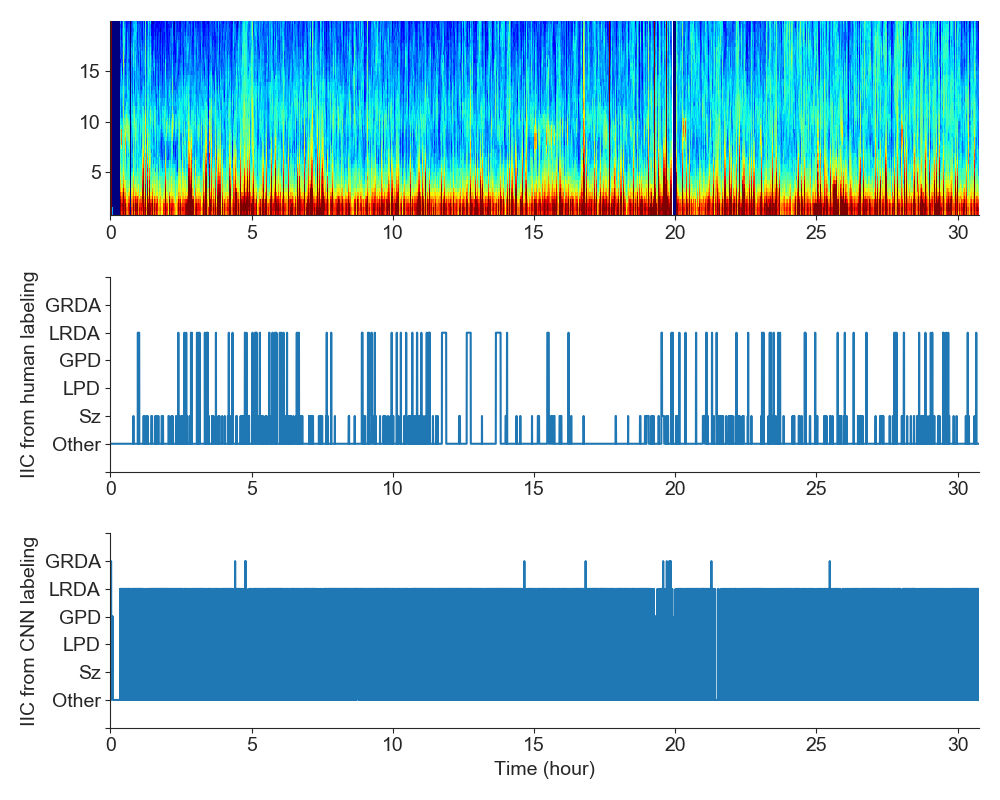 15
10
5
0 5 10 15 20 25 30
IIC from human labeling
GRDA
LRDA
GPD
LPD
Sz
Other
0 5 10 15 20 25 30
IIC from CNN labeling
GRDA
LRDA
GPD
LPD
Sz
Other
0 5 10 15 20 25 30
Time (hour)